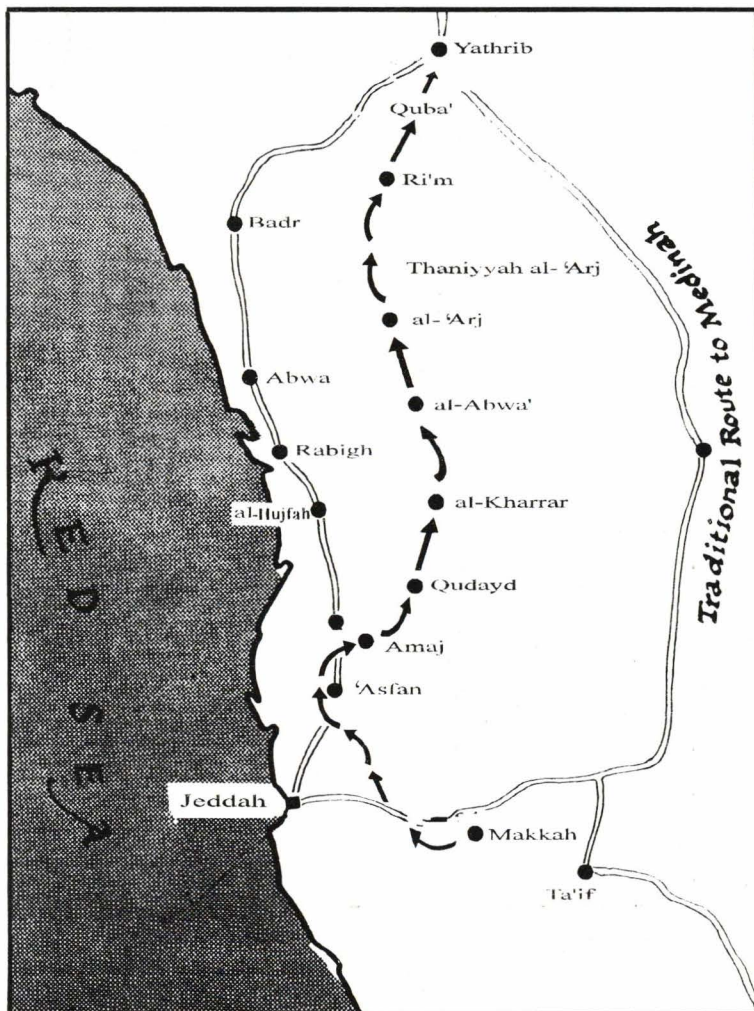 Yathrib
Quba'
Ri'm
Badr
Thaniyyah al-‘Arj
al-‘Arj
Abwa
al-Abwa'
Rabigh
al-Hujfah
al-Kharrar
Qudayd
Amaj
‘Asfan
Jeddah
Makkah
Ta'if
RED SEA
Traditional Route to Medinah